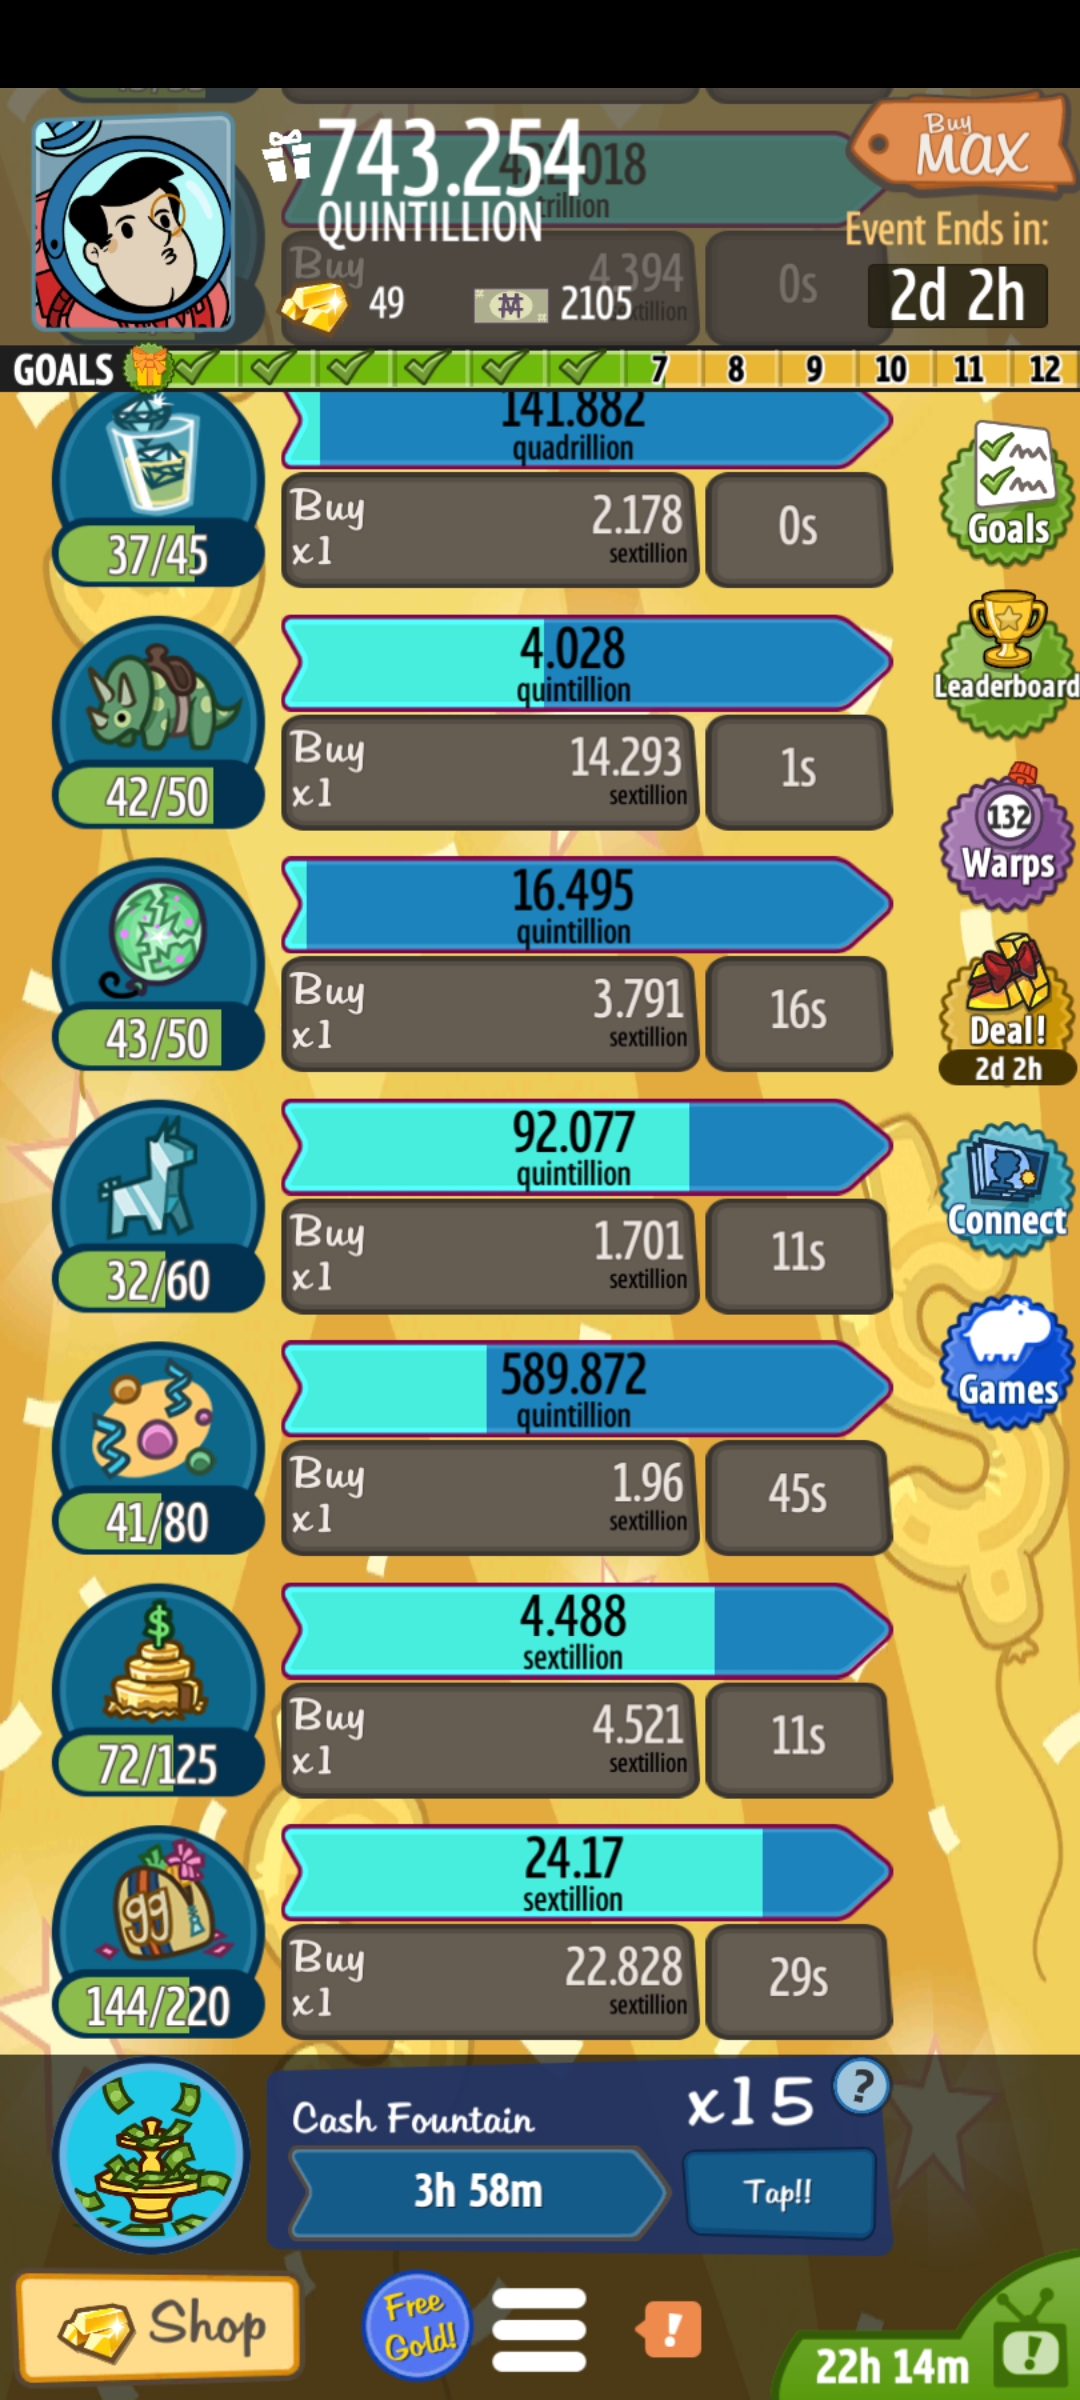 743.254
QUINTILLION
Buy
MAX
trillion
Event Ends in:
2d 2h
Buy
4.394
0s
49
2105
GOALS
7
8
9
10
11
12
141.882
quadrillion
Buy
x1
2.178
sextillion
0s
37/45
4.028
quintillion
Buy
x1
14.293
sextillion
1s
42/50
16.495
quintillion
Buy
x1
3.791
sextillion
16s
43/50
92.077
quintillion
Buy
x1
1.701
sextillion
11s
32/60
589.872
quintillion
Buy
x1
1.96
sextillion
45s
41/80
$
4.488
sextillion
Buy
x1
4.521
sextillion
11s
72/125
gg
24.17
sextillion
Buy
x1
22.828
sextillion
29s
144/220
Goals
Leaderboard
132
Warps
Deal!
2d 2h
Connect
Games
Cash Fountain
x15
?
3h 58m
Tap!!
Shop
Free
Gold!
!
22h 14m
!